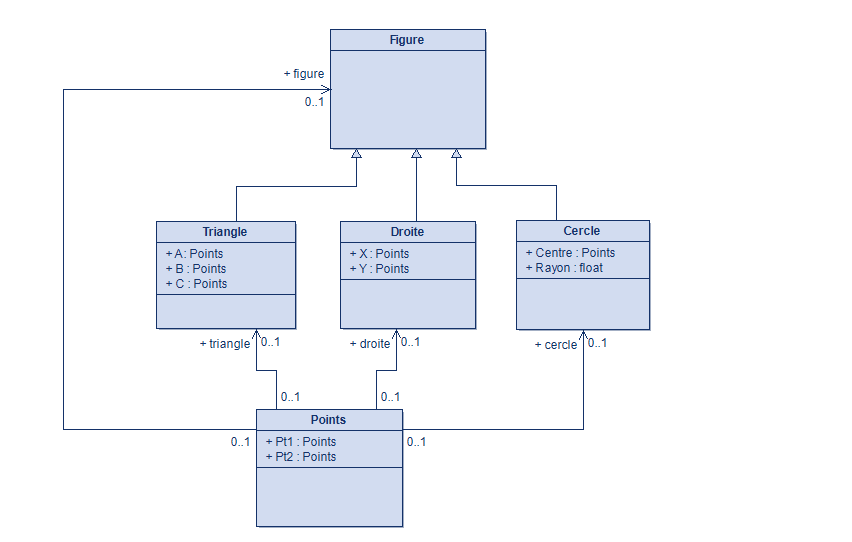 Figure
+ figure
0..1
Triangle
+ A: Points
+ B : Points
+ C : Points
Droite
+ X : Points
+ Y : Points
Cercle
+ Centre : Points
+ Rayon : float
+ triangle
0..1
+ droite
0..1
+ cercle
0..1
0..1
0..1
Points
+ Pt1 : Points
+ Pt2 : Points
0..1
0..1